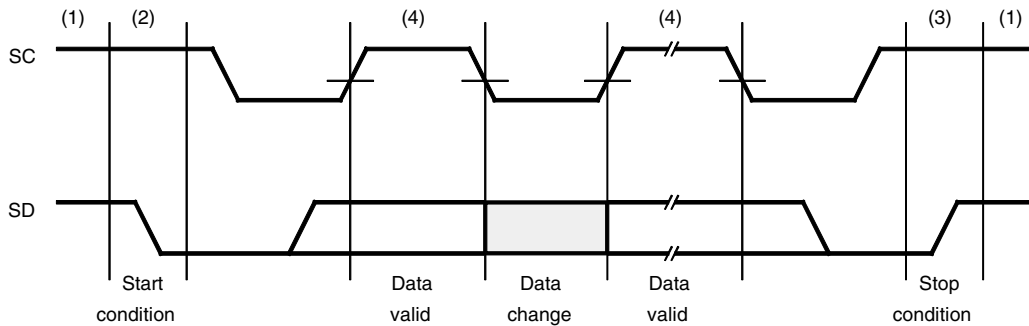 (1) (2) (4) (4) (3) (1)
SC
SD
Start Data Data Data Stop
condition valid change valid condition